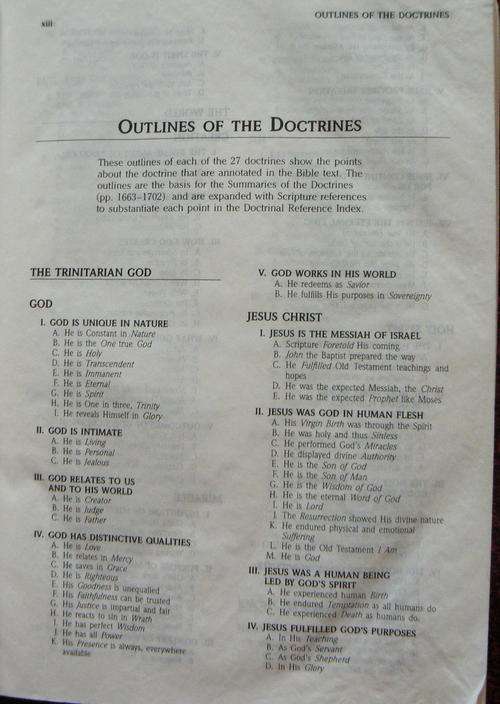 xiii
OUTLINES OF THE DOCTRINES
OUTLINES OF THE DOCTRINES
These outlines of each of the 27 doctrines show the points
about the doctrine that are annotated in the Bible text. The
outlines are the basis for the Summaries of the Doctrines
(pp. 1663–1702) and are expanded with Scripture references
to substantiate each point in the Doctrinal Reference Index.
THE TRINITARIAN GOD
GOD
I. GOD IS UNIQUE IN NATURE
A. He is Constant in Nature
B. He is the One true God
C. He is Holy
D. He is Transcendent
E. He is Immanent
F. He is Eternal
G. He is Spirit
H. He is One in three, Trinity
I. He reveals Himself in Glory
II. GOD IS INTIMATE
A. He is Living
B. He is Personal
C. He is Jealous
III. GOD RELATES TO US
AND TO HIS WORLD
A. He is Creator
B. He is Judge
C. He is Father
IV. GOD HAS DISTINCTIVE QUALITIES
A. He is Love
B. He relates in Mercy
C. He saves in Grace
D. He is Righteous
E. His Goodness is unequalled
F. His Faithfulness can be trusted
G. His Justice is impartial and fair
H. He reacts to sin in Wrath
I. He has perfect Wisdom
J. He has all Power
K. His Presence is always, everywhere
available
V. GOD WORKS IN HIS WORLD
A. He redeems as Savior
B. He fulfills His purposes in Sovereignty
JESUS CHRIST
I. JESUS IS THE MESSIAH OF ISRAEL
A. Scripture Foretold His coming
B. John the Baptist prepared the way
C. He Fulfilled Old Testament teachings and
hopes
D. He was the expected Messiah, the Christ
E. He was the expected Prophet like Moses
II. JESUS WAS GOD IN HUMAN FLESH
A. His Virgin Birth was through the Spirit
B. He was holy and thus Sinless
C. He performed God's Miracles
D. He displayed divine Authority
E. He is the Son of God
F. He is the Son of Man
G. He is the Wisdom of God
H. He is the eternal Word of God
I. He is Lord
J. The Resurrection showed His divine nature
K. He endured physical and emotional
Suffering
L. He is the Old Testament I Am
M. He is God
III. JESUS WAS A HUMAN BEING
LED BY GOD'S SPIRIT
A. He experienced human Birth
B. He endured Temptation as all humans do
C. He experienced Death as humans do.
IV. JESUS FULFILLED GOD'S PURPOSES
A. In His Teaching
B. As God's Servant
C. As God's Shepherd
D. In His Glory